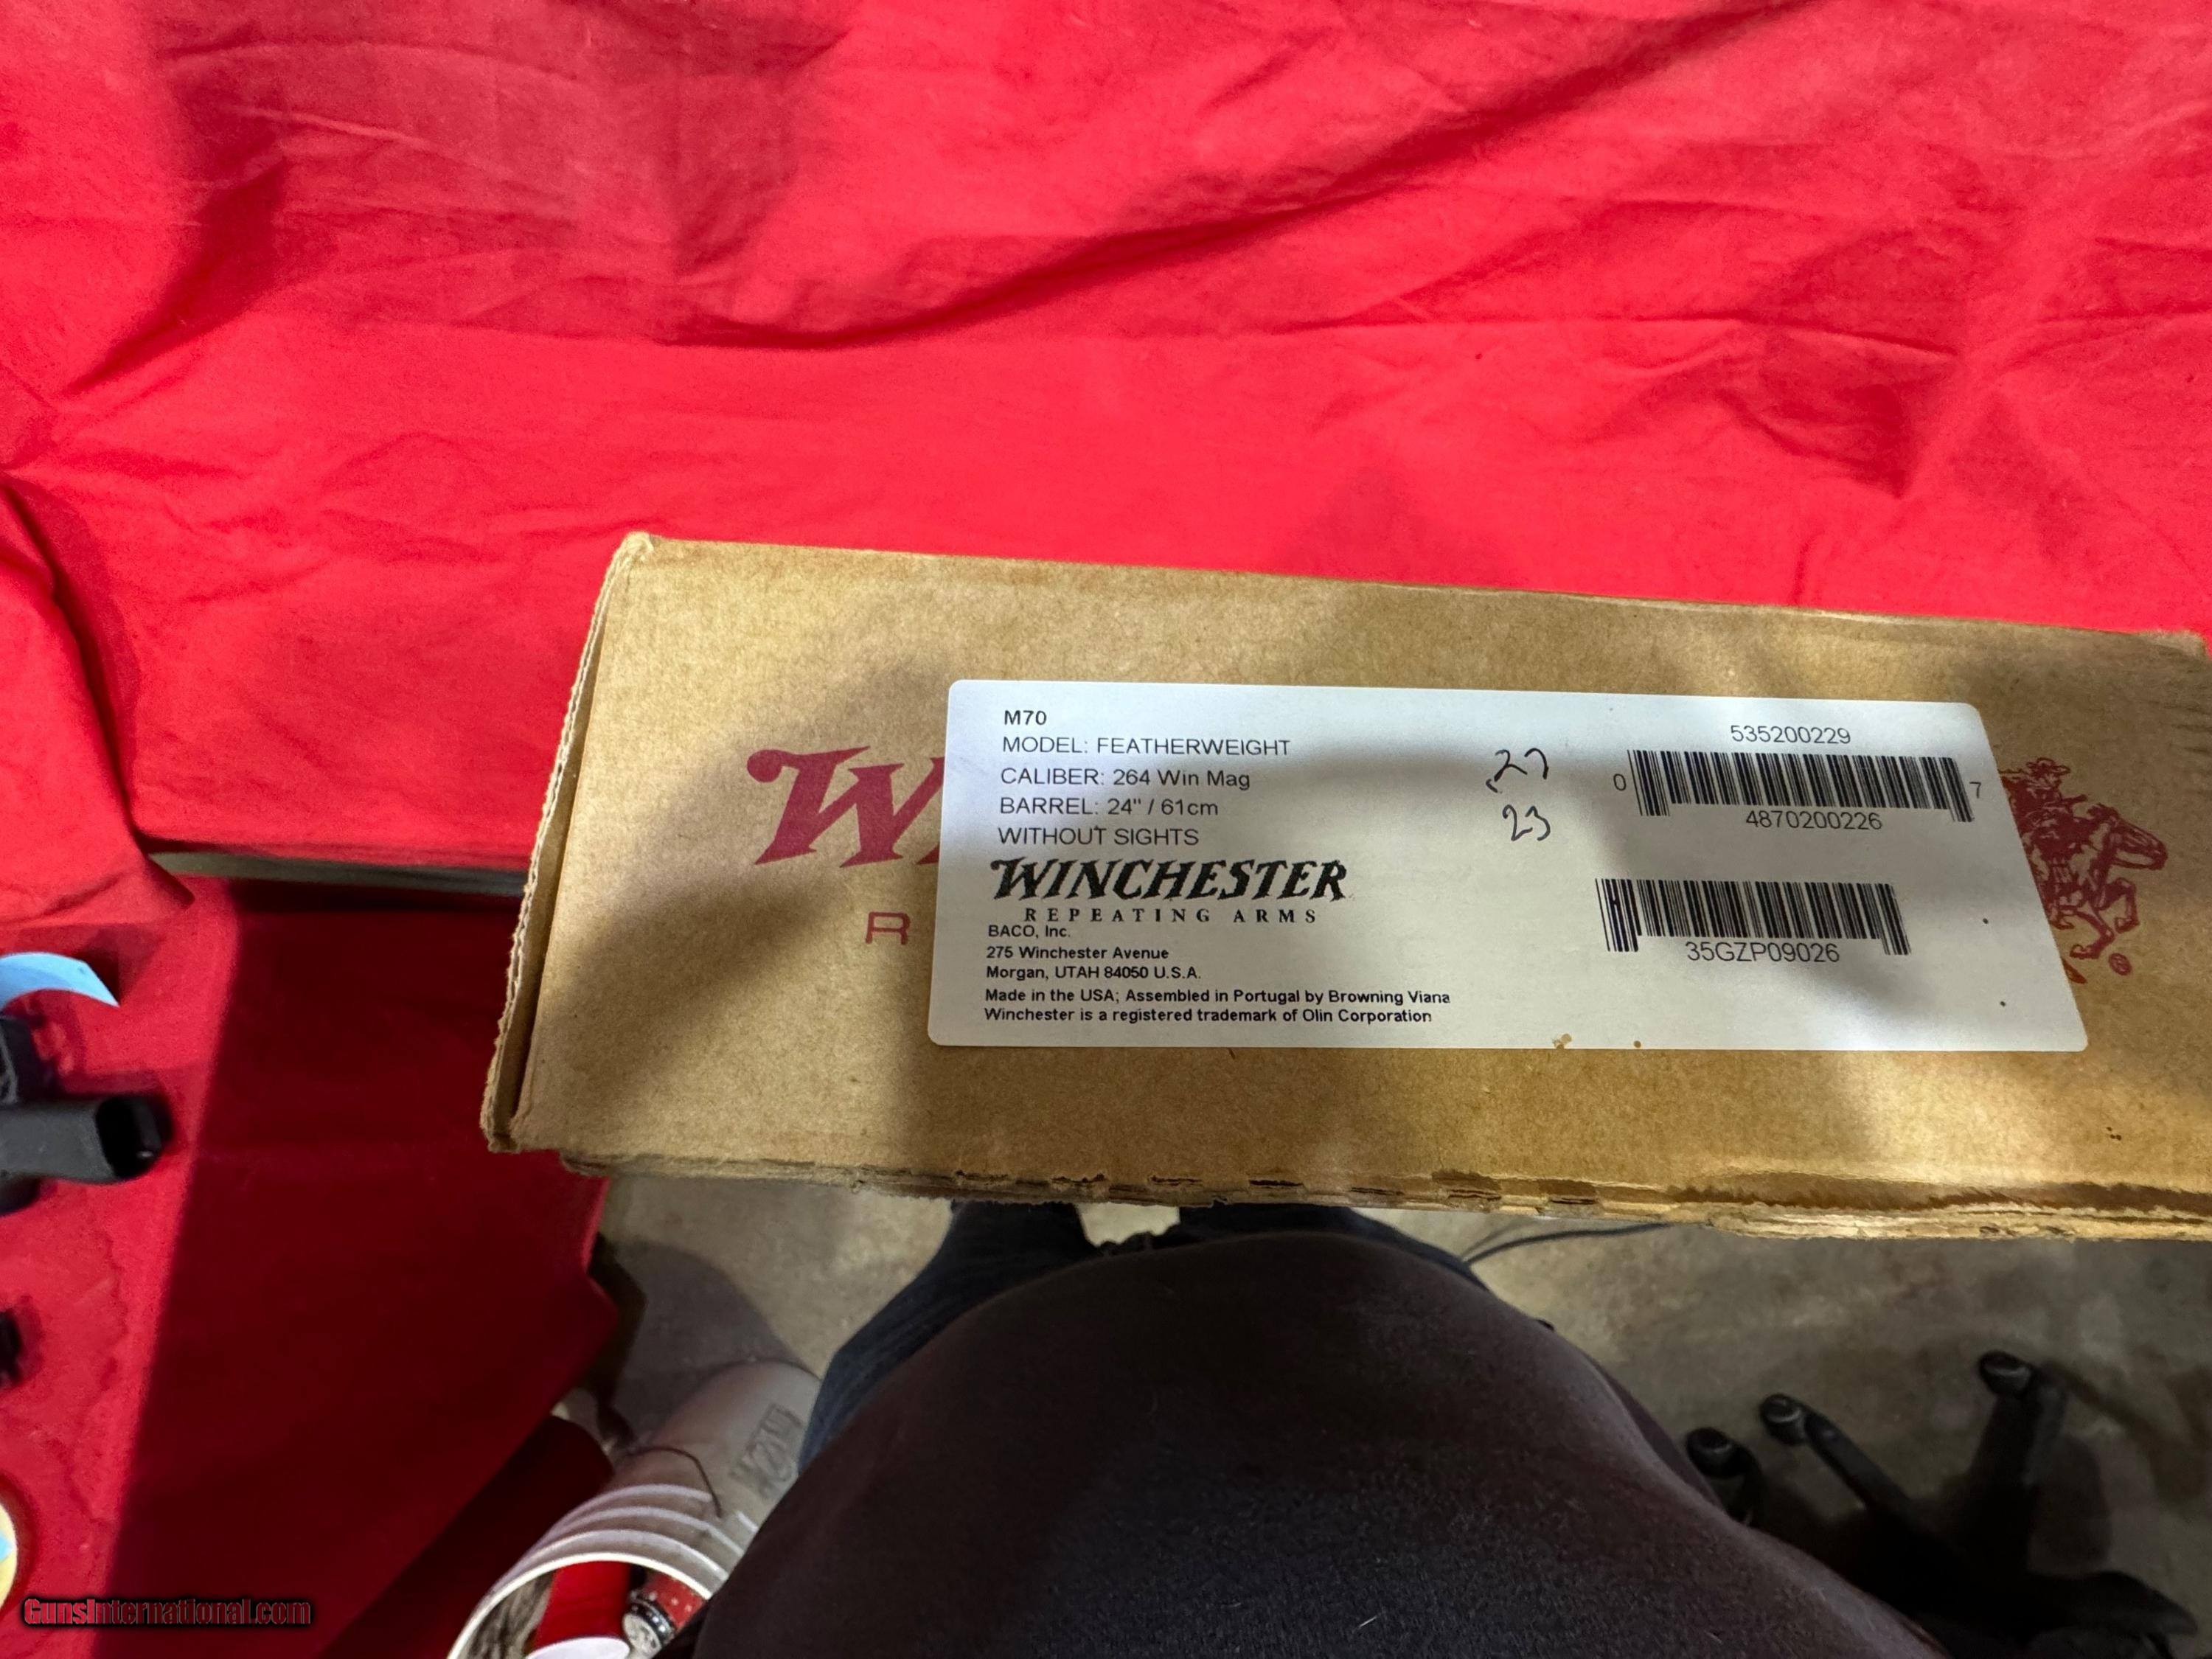 M70
MODEL: FEATHERWEIGHT
CALIBER: 264 Win Mag
BARREL: 24" / 61cm
WITHOUT SIGHTS
WINCHESTER
REPEATING ARMS
BACO, Inc.
275 Winchester Avenue
Morgan, UTAH 84050 U.S.A.
Made in the USA; Assembled in Portugal by Browning Viana
Winchester is a registered trademark of Olin Corporation
27
23
535200229
0 7
4870200226
35GZP09026
W
R
®
GunsInternational.com